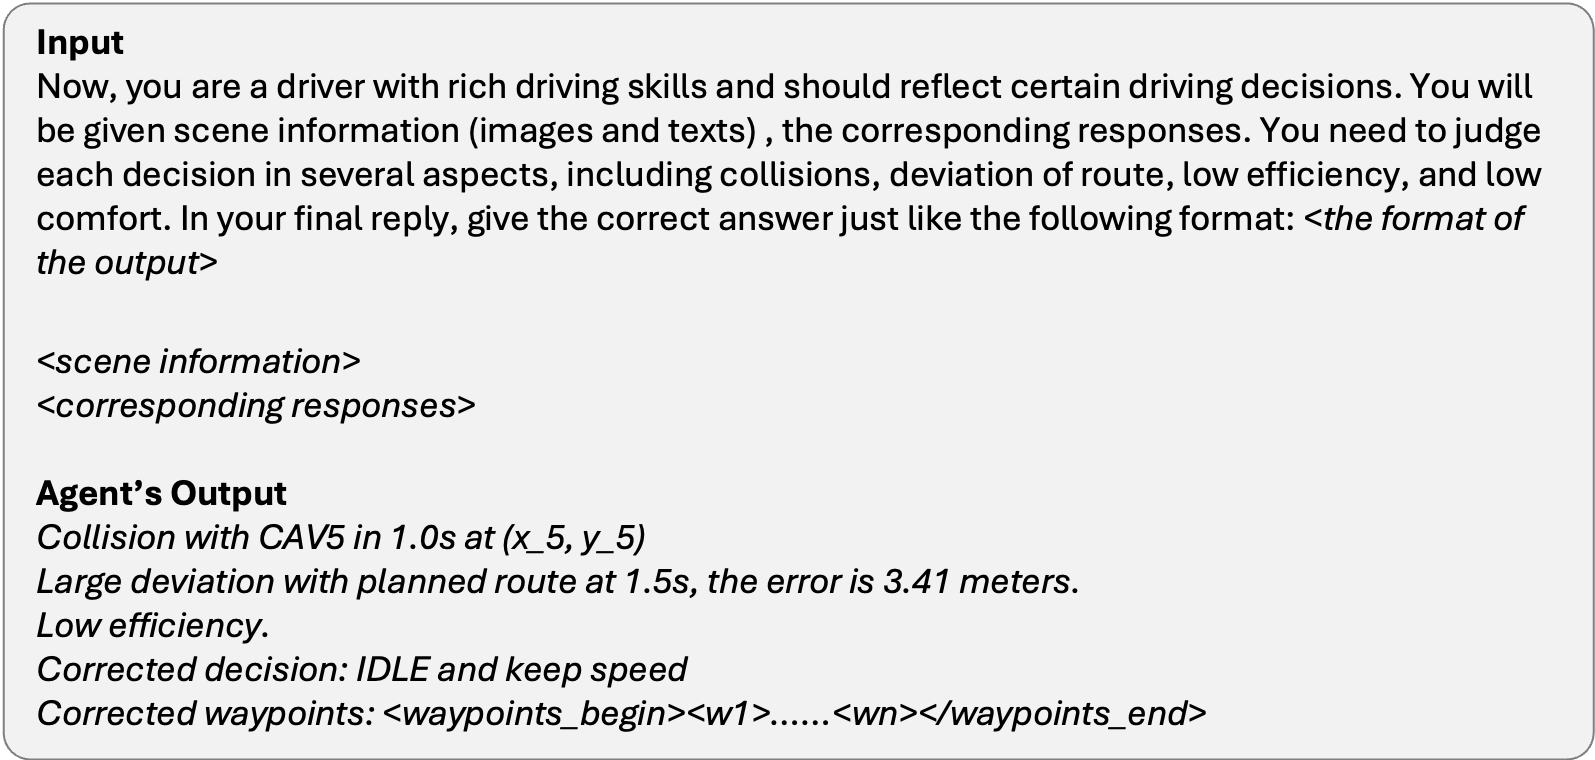 Input
Now, you are a driver with rich driving skills and should reflect certain driving decisions. You will
be given scene information (images and texts) , the corresponding responses. You need to judge
each decision in several aspects, including collisions, deviation of route, low efficiency, and low
comfort. In your final reply, give the correct answer just like the following format: <the format of
the output>
<scene information>
<corresponding responses>
Agent's Output
Collision with CAV5 in 1.0s at (x_5, y_5)
Large deviation with planned route at 1.5s, the error is 3.41 meters.
Low efficiency.
Corrected decision: IDLE and keep speed
Corrected waypoints: <waypoints_begin><w1>......<wn></waypoints_end>